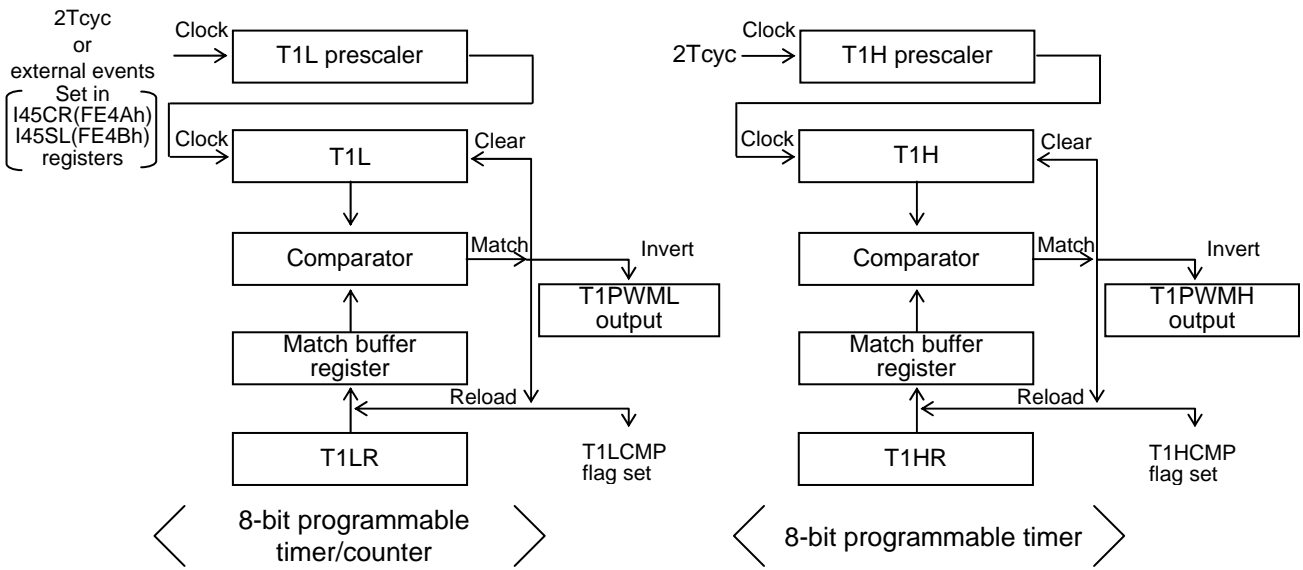 2Tcyc
or
external events
Set in
I45CR(FE4Ah)
I45SL(FE4Bh)
registers
Clock
T1L prescaler
Clock
T1L
Clear
Comparator
Match
Invert
T1PWML
output
Match buffer
register
Reload
T1LR
T1LCMP
flag set
8-bit programmable
timer/counter
2Tcyc
Clock
T1H prescaler
Clock
T1H
Clear
Comparator
Match
Invert
T1PWMH
output
Match buffer
register
Reload
T1HR
T1HCMP
flag set
8-bit programmable timer